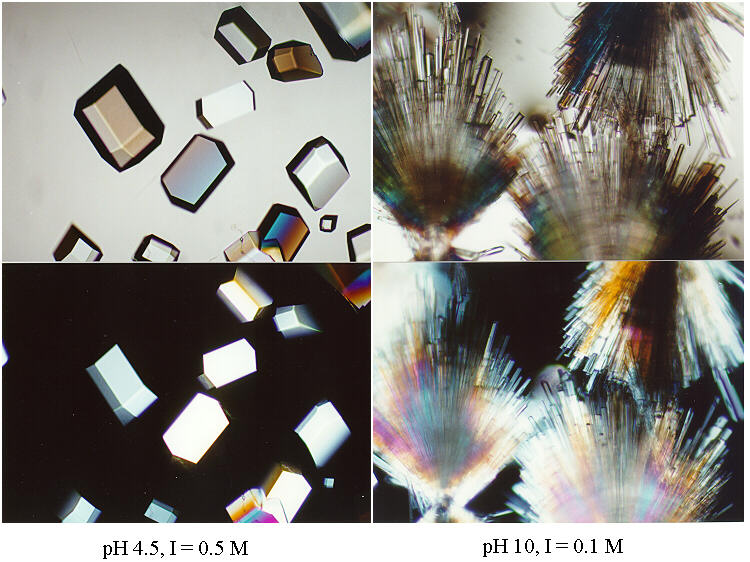 pH 4.5, I = 0.5 M
pH 10, I = 0.1 M